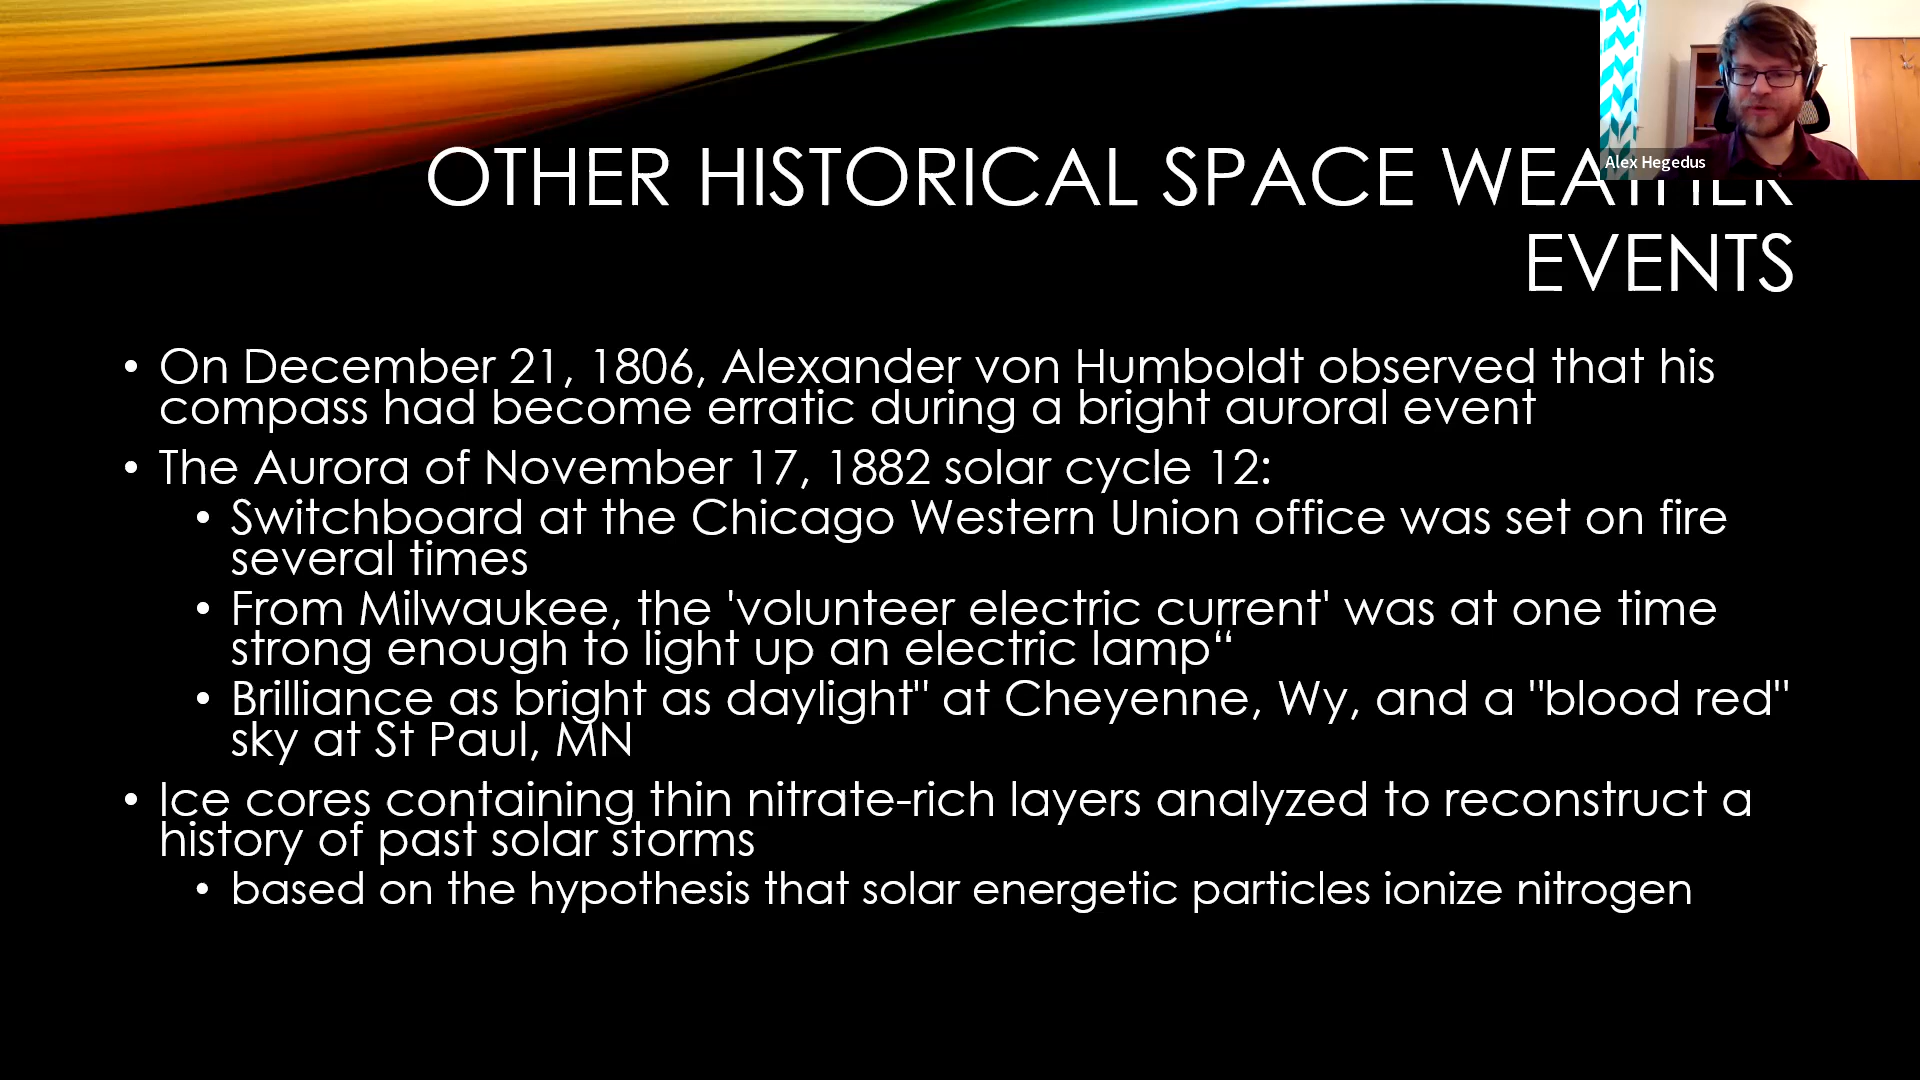 Alex Hegedus
OTHER HISTORICAL SPACE WEATHER
EVENTS
• On December 21, 1806, Alexander von Humboldt observed that his
compass had become erratic during a bright auroral event
• The Aurora of November 17, 1882 solar cycle 12:
• Switchboard at the Chicago Western Union office was set on fire
several times
• From Milwaukee, the 'volunteer electric current' was at one time
strong enough to light up an electric lamp“
• Brilliance as bright as daylight" at Cheyenne, Wy, and a "blood red"
sky at St Paul, MN
• Ice cores containing thin nitrate-rich layers analyzed to reconstruct a
history of past solar storms
• based on the hypothesis that solar energetic particles ionize nitrogen